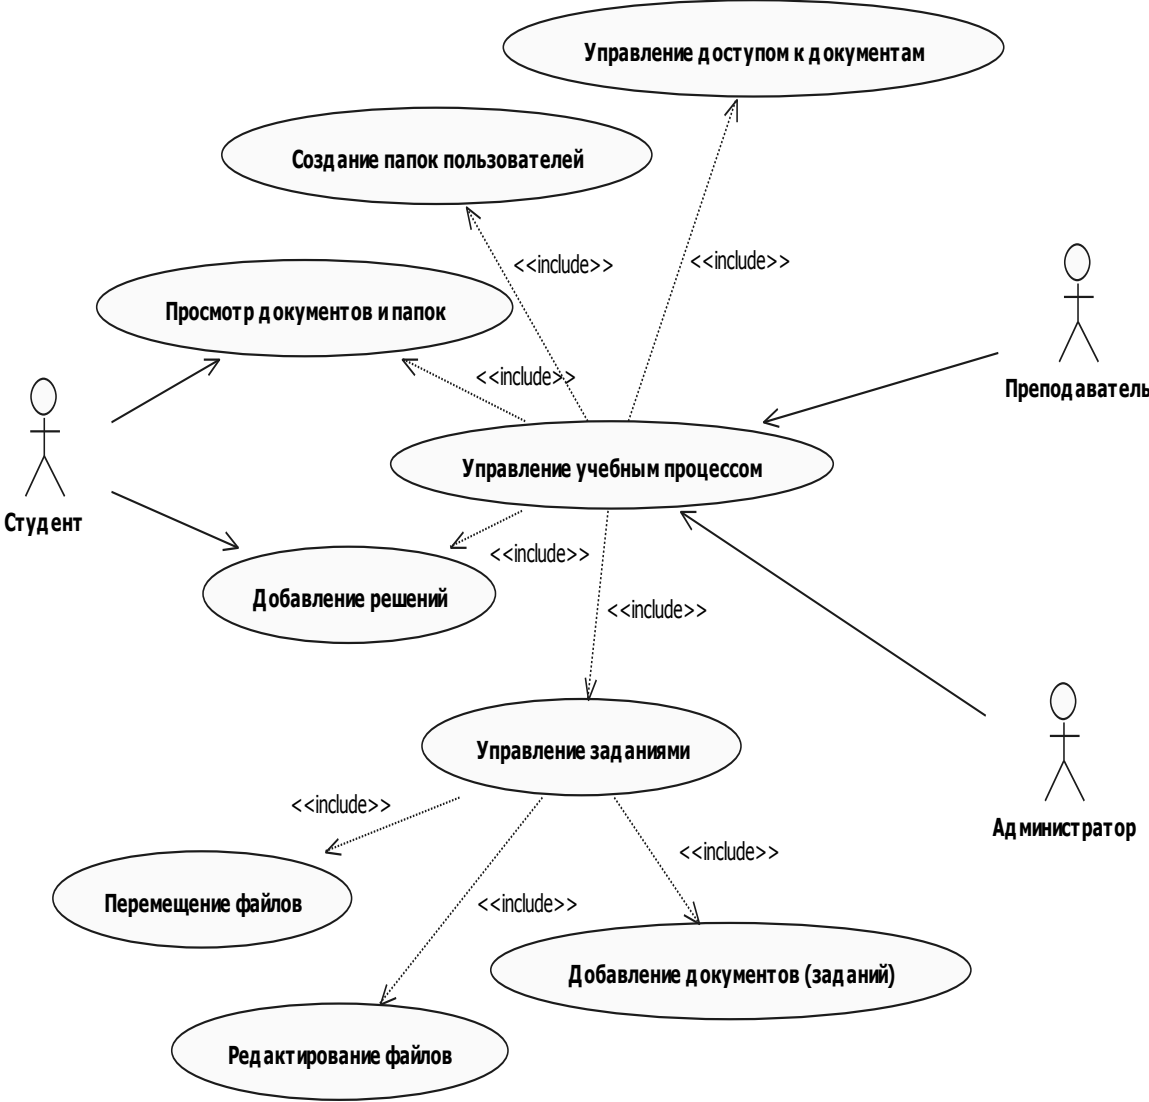 Управление доступом к документам
Создание папок пользователей
<<include>>
<<include>>
Просмотр документов и папок
<<include>>
Преподаватель
Управление учебным процессом
Студент
<<include>>
Добавление решений
<<include>>
Управление заданиями
<<include>>
Администратор
<<include>>
Перемещение файлов
<<include>>
Добавление документов (заданий)
Редактирование файлов